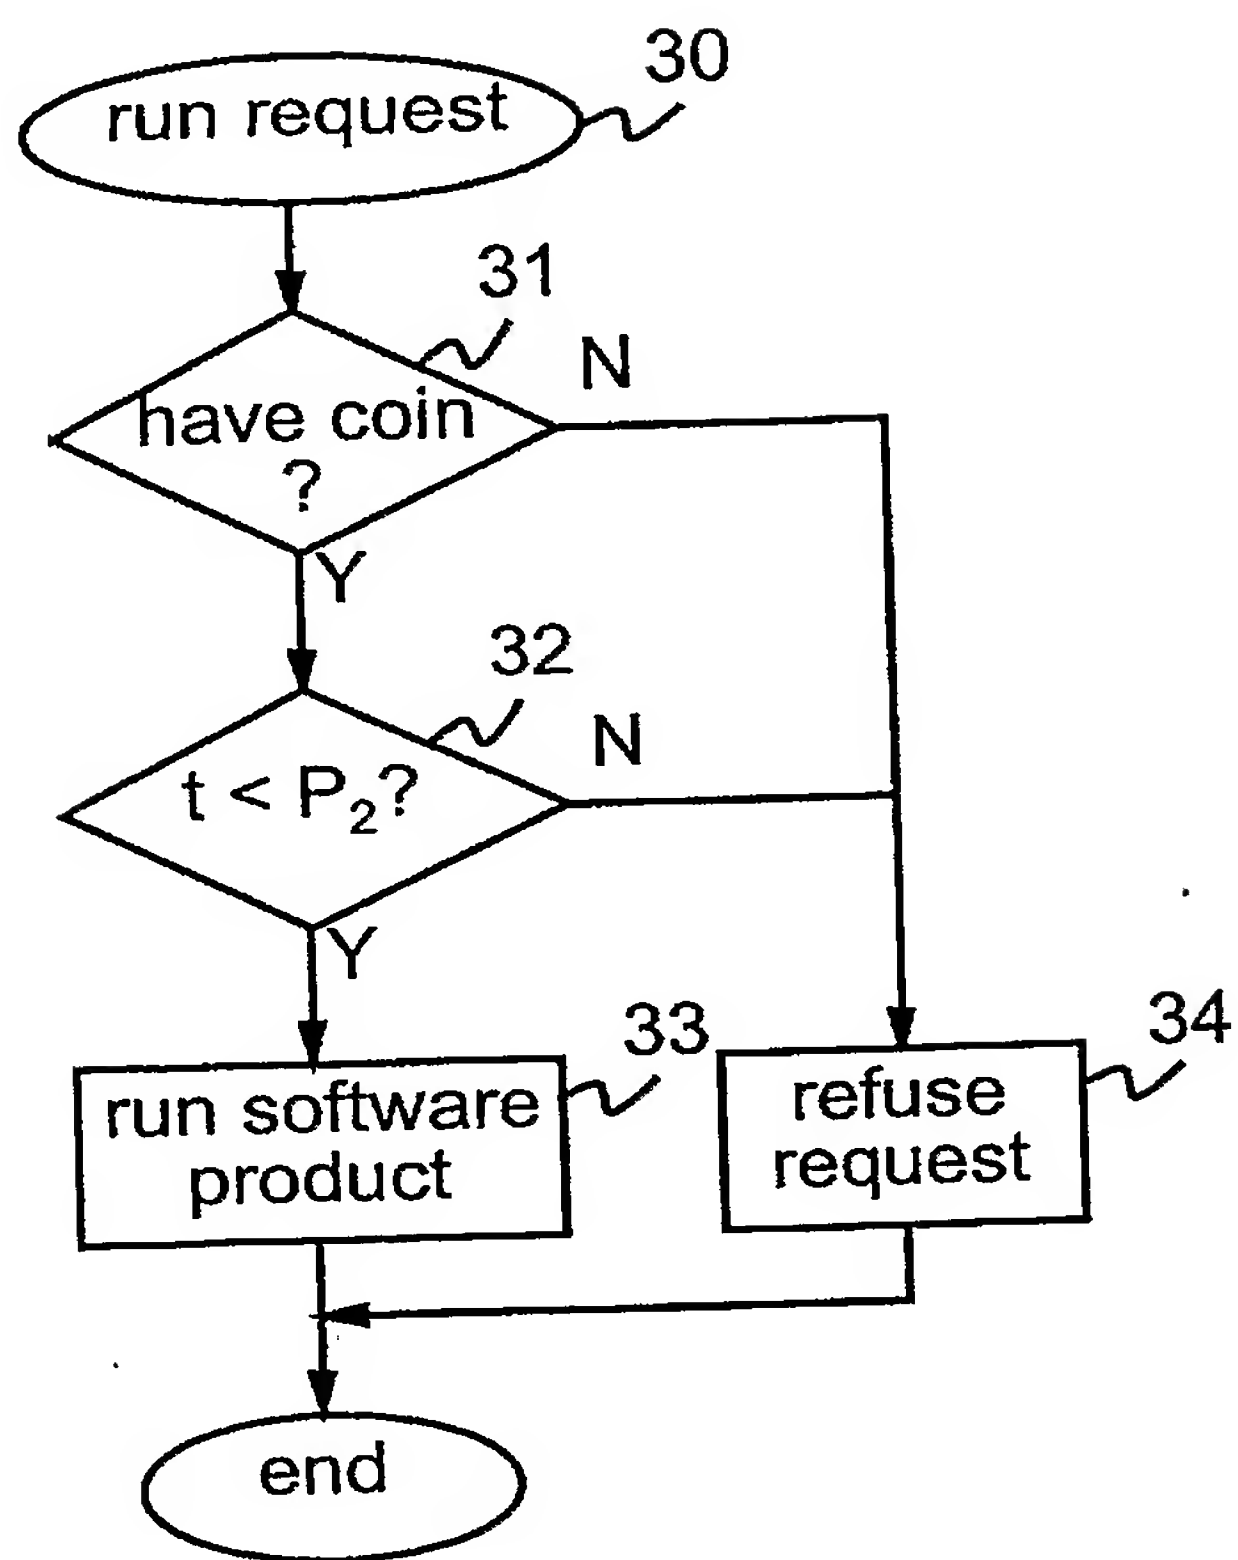 30
run request
31
N
have coin
?
Y
32
N
t < P₂?
Y
33
34
run software
product
refuse
request
end